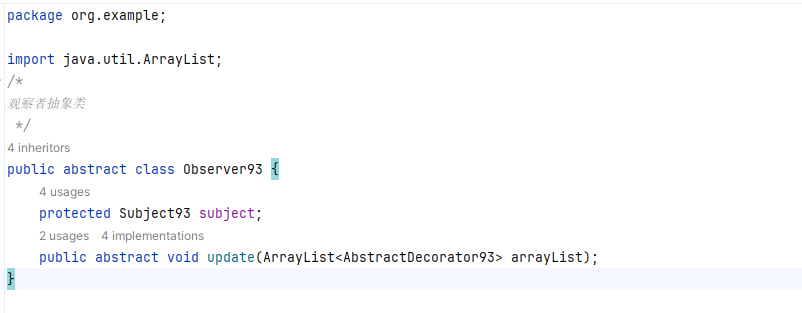 package org.example;
import java.util.ArrayList;
/*
观察者抽象类
*/
4 inheritors
public abstract class Observer93 {
4 usages
protected Subject93 subject;
2 usages 4 implementations
public abstract void update(ArrayList<AbstractDecorator93> arrayList);
}